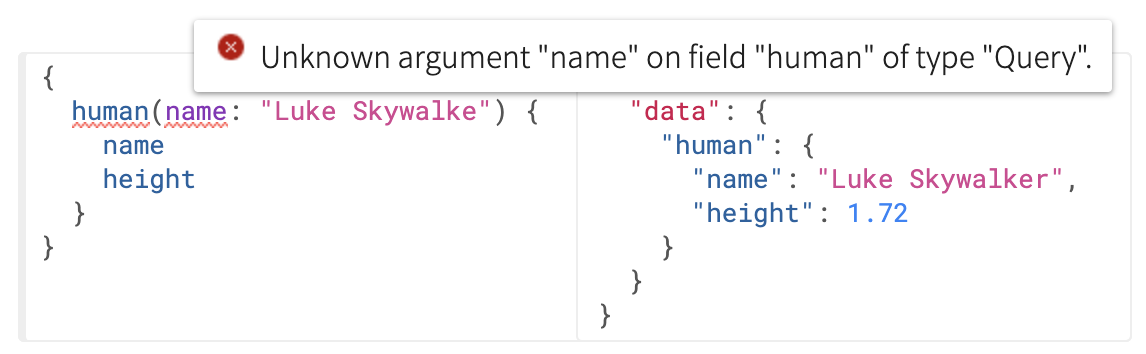 Unknown argument "name" on field "human" of type "Query".
{
  human(name: "Luke Skywalke") {
    name
    height
  }
}
  "data": {
    "human": {
      "name": "Luke Skywalker",
      "height": 1.72
    }
  }
}